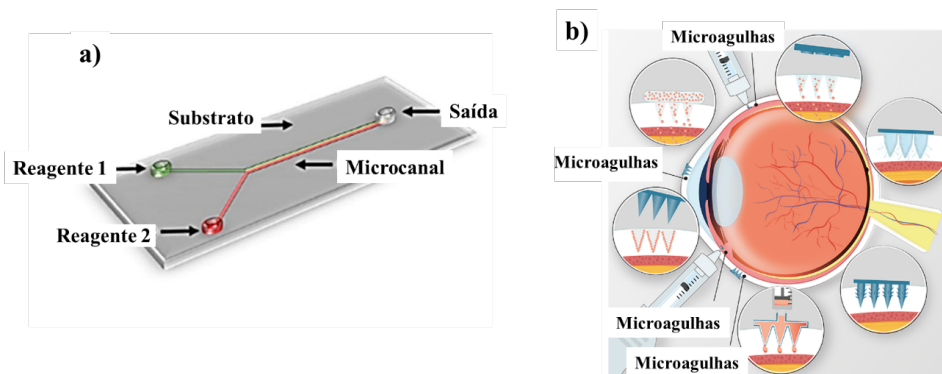 a)
Substrato
Saída
Reagente 1
Microcanal
Reagente 2
b)
Microagulhas
Microagulhas
Microagulhas
Microagulhas